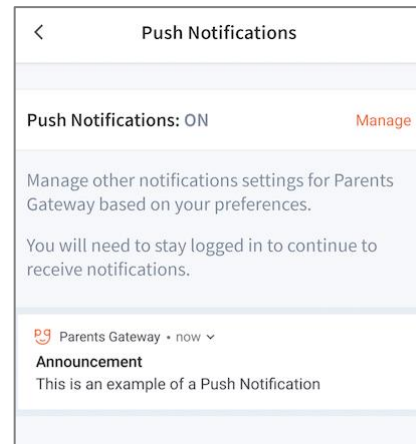 Push Notifications
Push Notifications: ON Manage
Manage other notifications settings for Parents
Gateway based on your preferences.
You will need to stay logged in to continue to
receive notifications.
pg Parents Gateway • now
Announcement
This is an example of a Push Notification